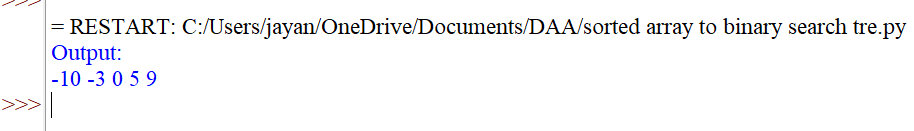 >>>
= RESTART: C:/Users/jayan/OneDrive/Documents/DAA/sorted array to binary search tre.py
Output:
-10 -3 0 5 9
>>>